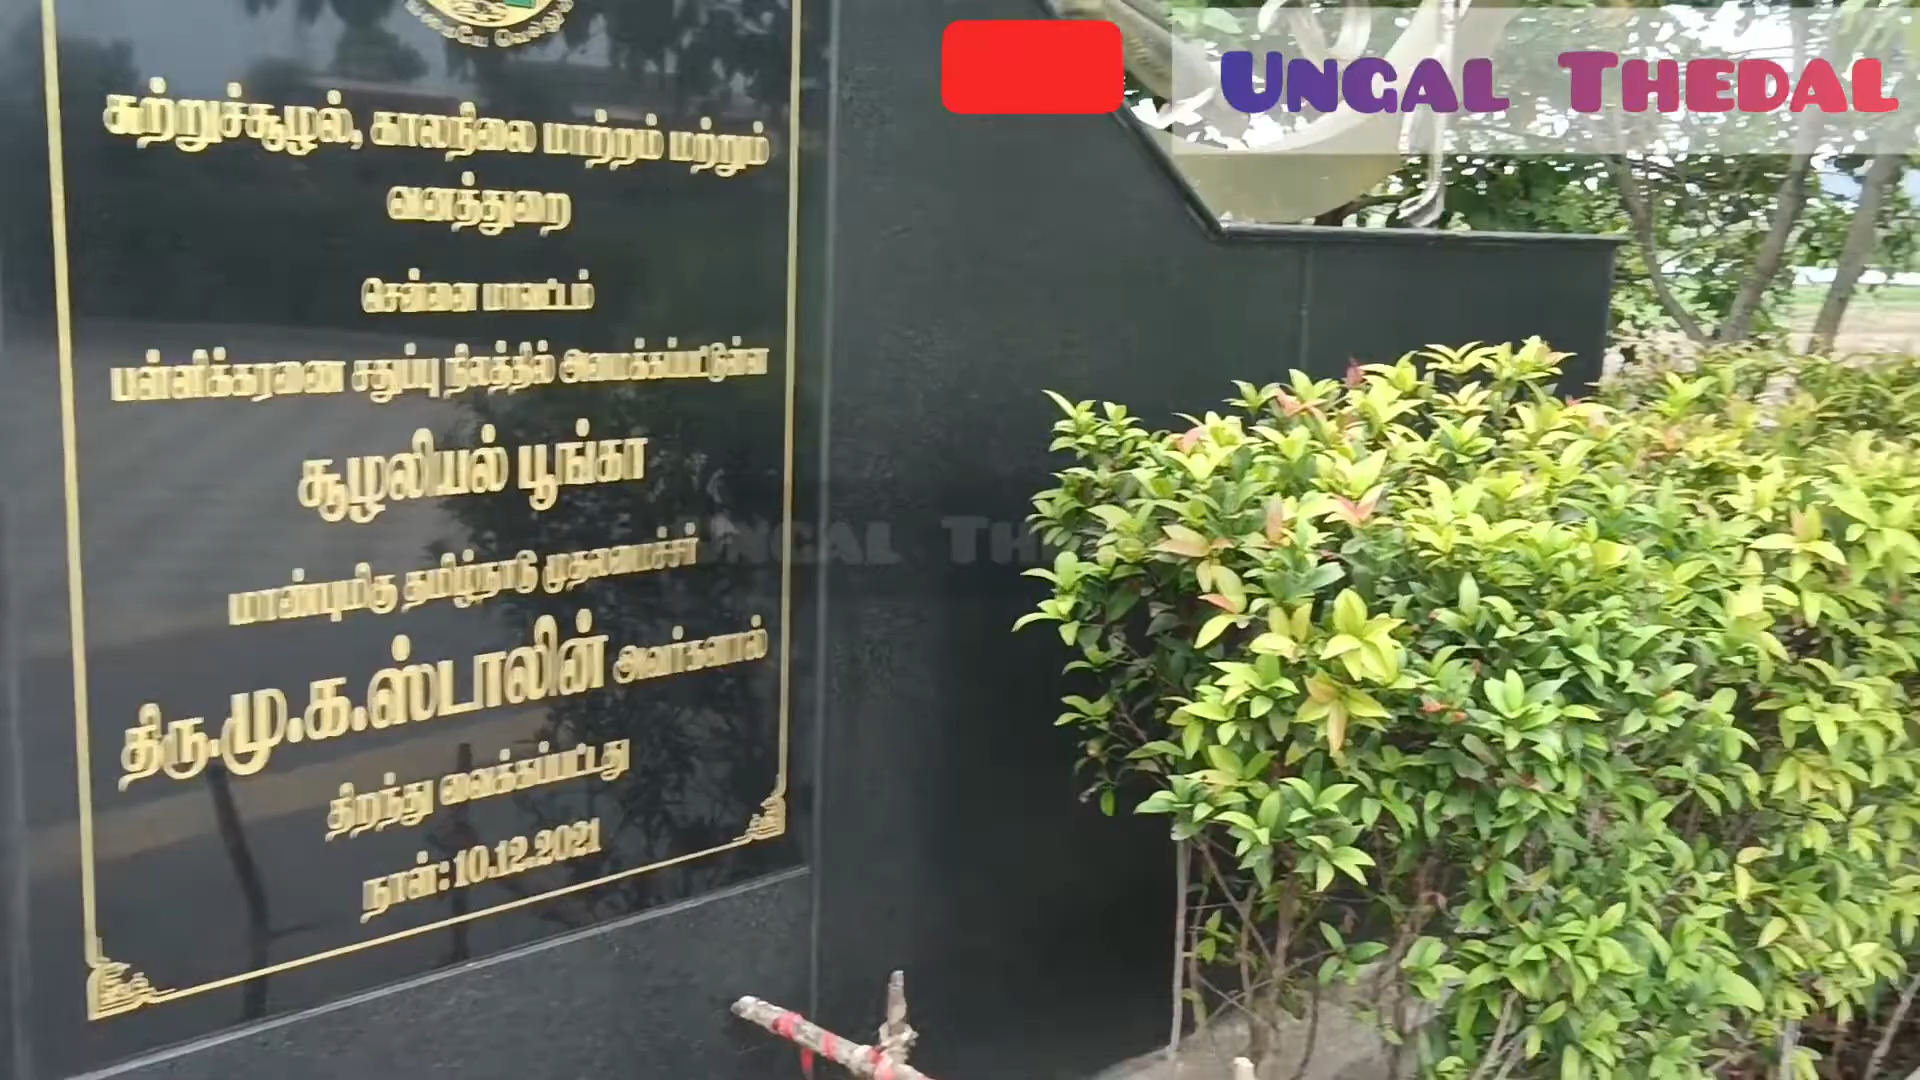 வாய்மையே வெல்லும்
சுற்றுச்சூழல், காலநிலை மாற்றம் மற்றும்
வனத்துறை
சென்னை மாவட்டம்
பள்ளிக்கரணை சதுப்பு நிலத்தில் அமைக்கப்பட்டுள்ள
சூழலியல் பூங்கா
மாண்புமிகு தமிழ்நாடு முதலமைச்சர்
திரு.மு.க.ஸ்டாலின் அவர்களால்
திறந்து வைக்கப்பட்டது
நாள்: 10.12.2021
UNGAL THEDAL